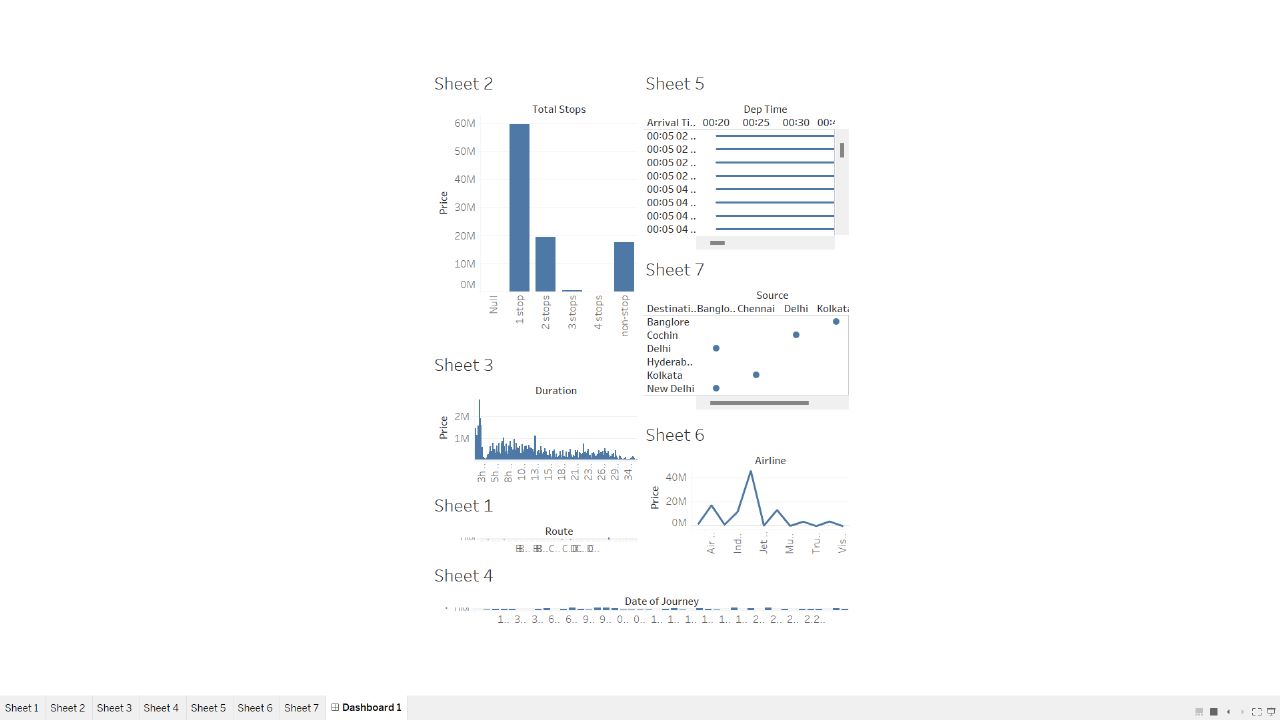 Sheet 2
Total Stops
Price
60M
50M
40M
30M
20M
10M
0M
Null
1 stop
2 stops
3 stops
4 stops
non-stop
Sheet 3
Duration
Price
2M
1M
3h..
5h..
8h..
10..
13..
15..
18..
21..
23..
26..
29..
34..
Sheet 1
Route
Sheet 4
Date of Journey
1.. 3.. 3.. 6.. 6.. 9.. 9.. 0.. 0.. 1.. 1.. 1.. 1.. 1.. 1.. 2.. 2.. 2.. 2.2..
Sheet 5
Dep Time
Arrival Ti.. 00:20 00:25 00:30
00:05 02 ..
00:05 02 ..
00:05 02 ..
00:05 02 ..
00:05 04 ..
00:05 04 ..
00:05 04 ..
00:05 04 ..
Sheet 7
Source
Destinati.. Banglo.. Chennai Delhi Kolkata
Banglore
Cochin
Delhi
Hyderab..
Kolkata
New Delhi
Sheet 6
Airline
Price
40M
20M
0M
Air ..
Ind..
Jet ..
Mu..
Tru..
Vis..
Sheet 1 Sheet 2 Sheet 3 Sheet 4 Sheet 5 Sheet 6 Sheet 7 Dashboard 1